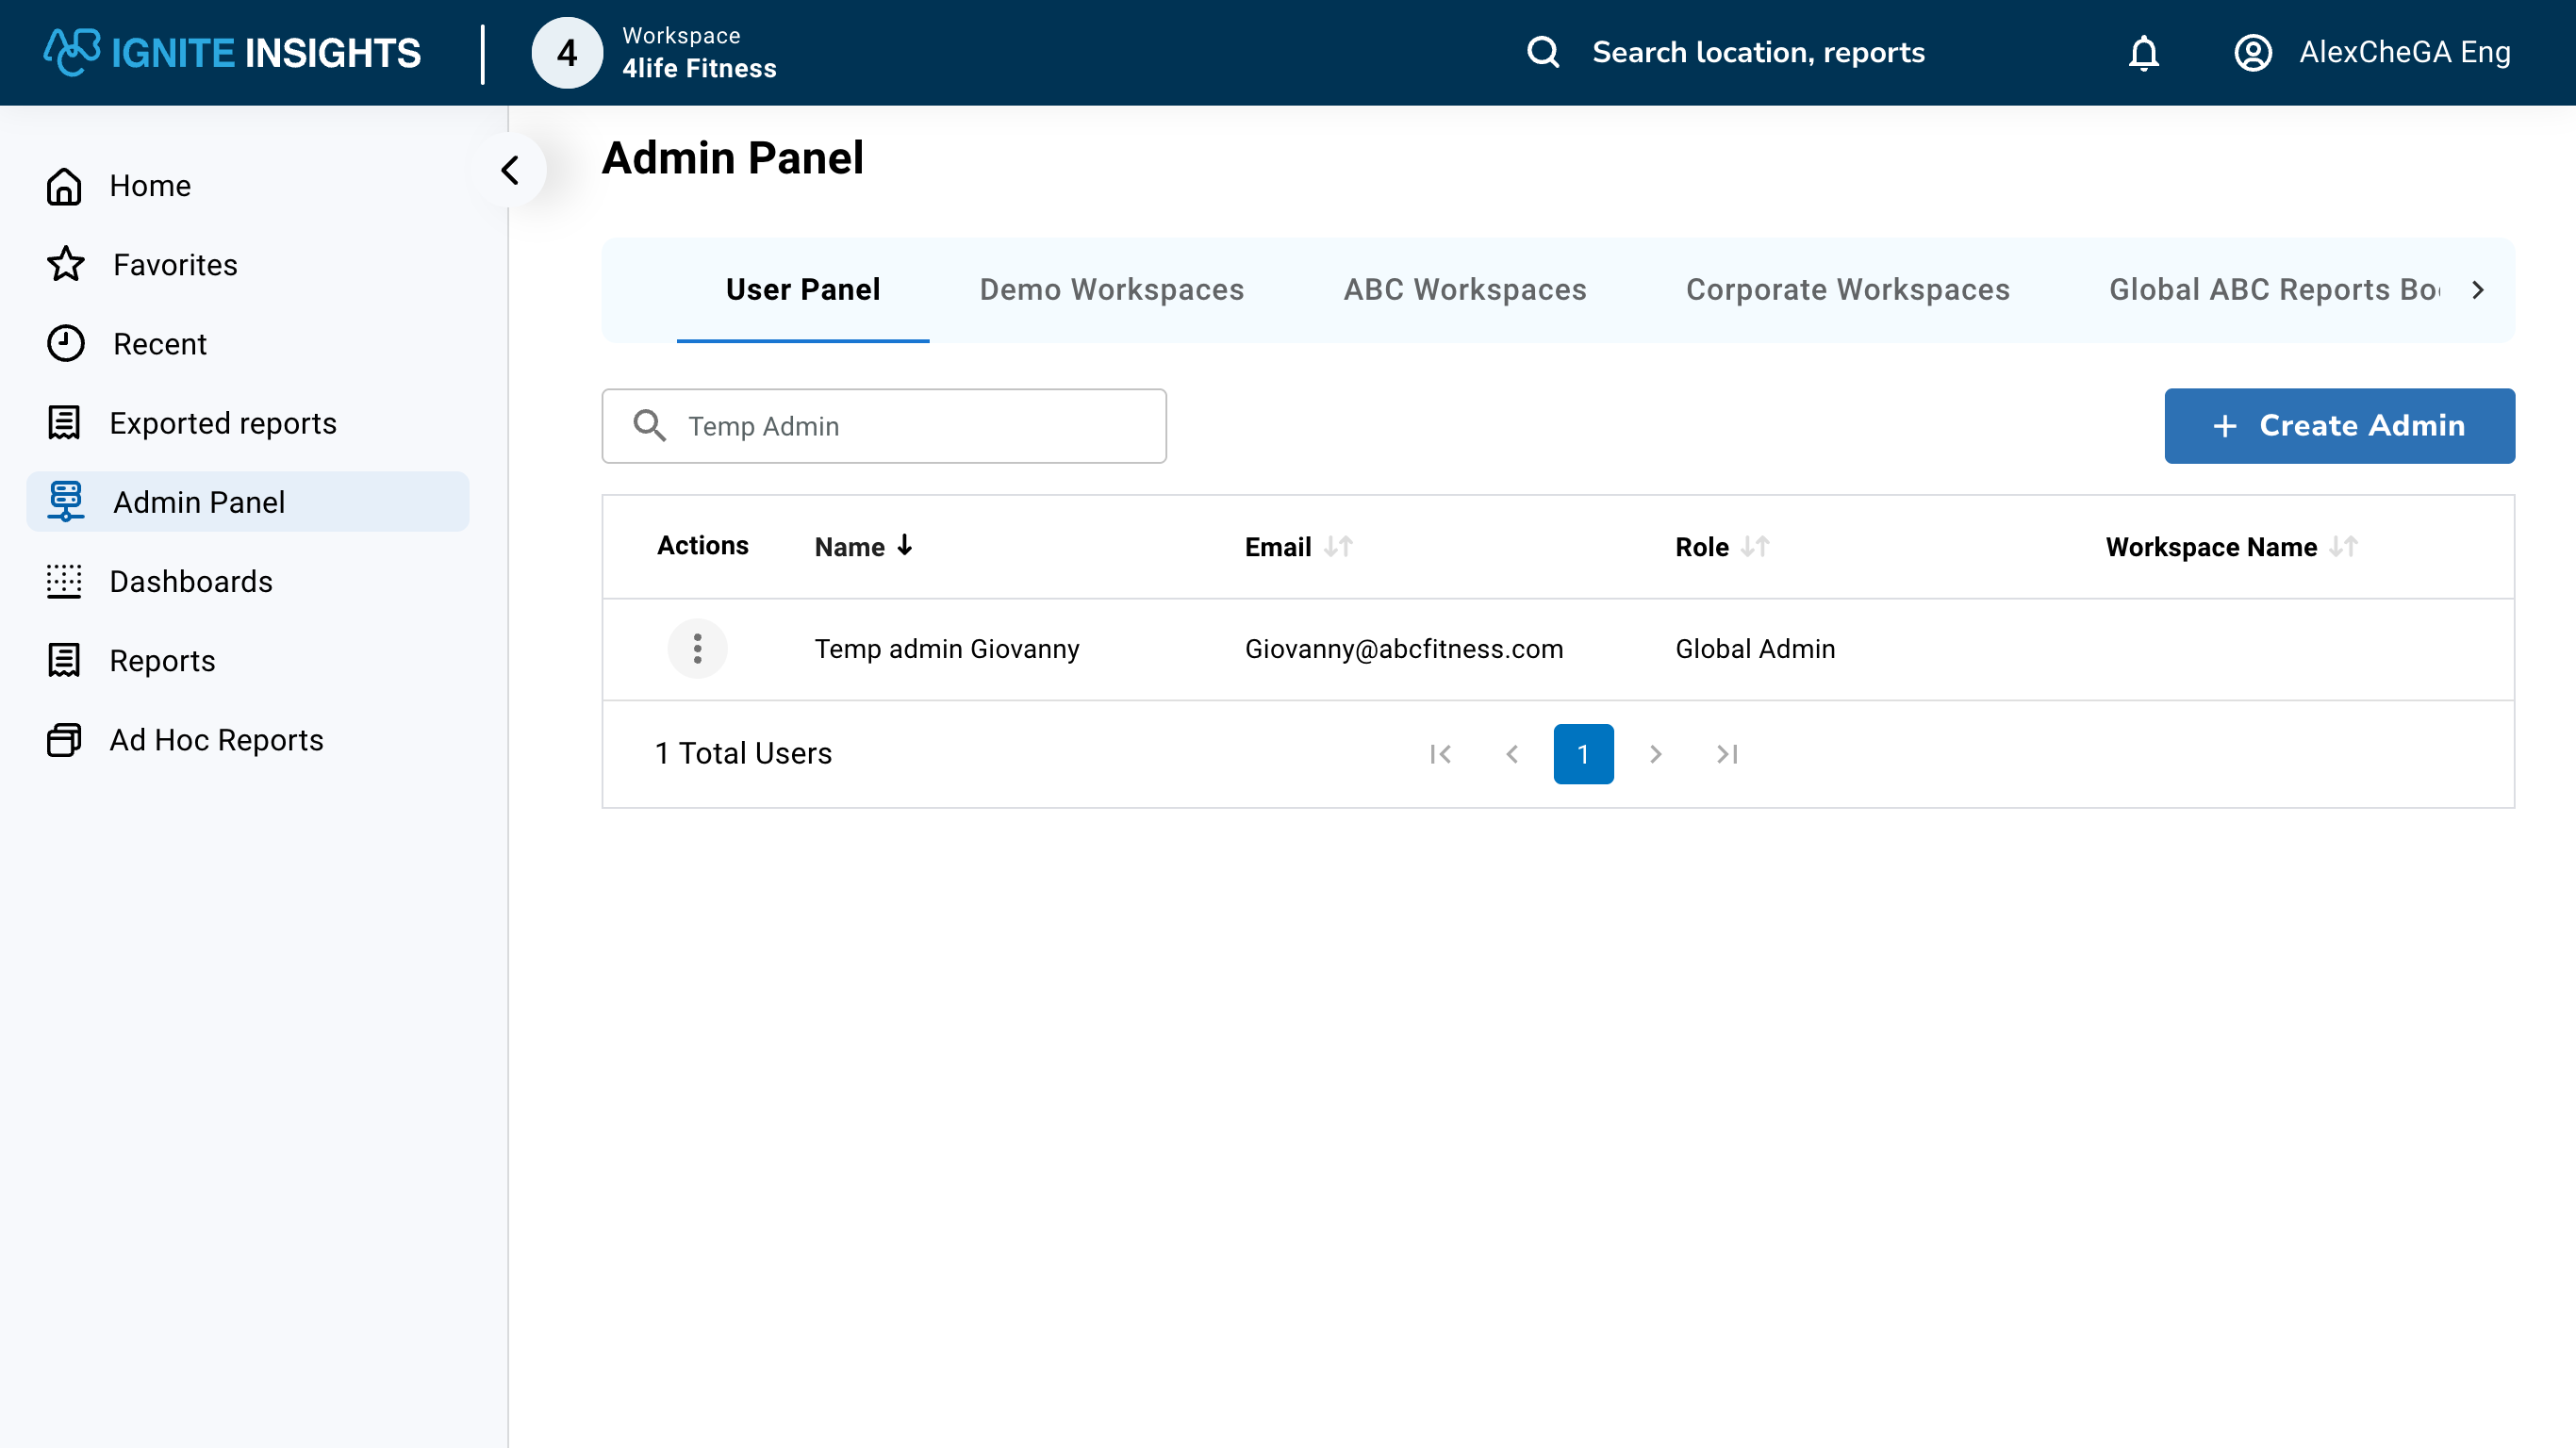 IGNITE INSIGHTS
4
Workspace
4life Fitness
Search location, reports
AlexCheGA Eng
Home
Favorites
Recent
Exported reports
Admin Panel
Dashboards
Reports
Ad Hoc Reports
Admin Panel
User Panel
Demo Workspaces
ABC Workspaces
Corporate Workspaces
Global ABC Reports
Temp Admin
+ Create Admin
Actions
Name
Email
Role
Workspace Name
Temp admin Giovanny
Giovanny@abcfitness.com
Global Admin
1 Total Users
1